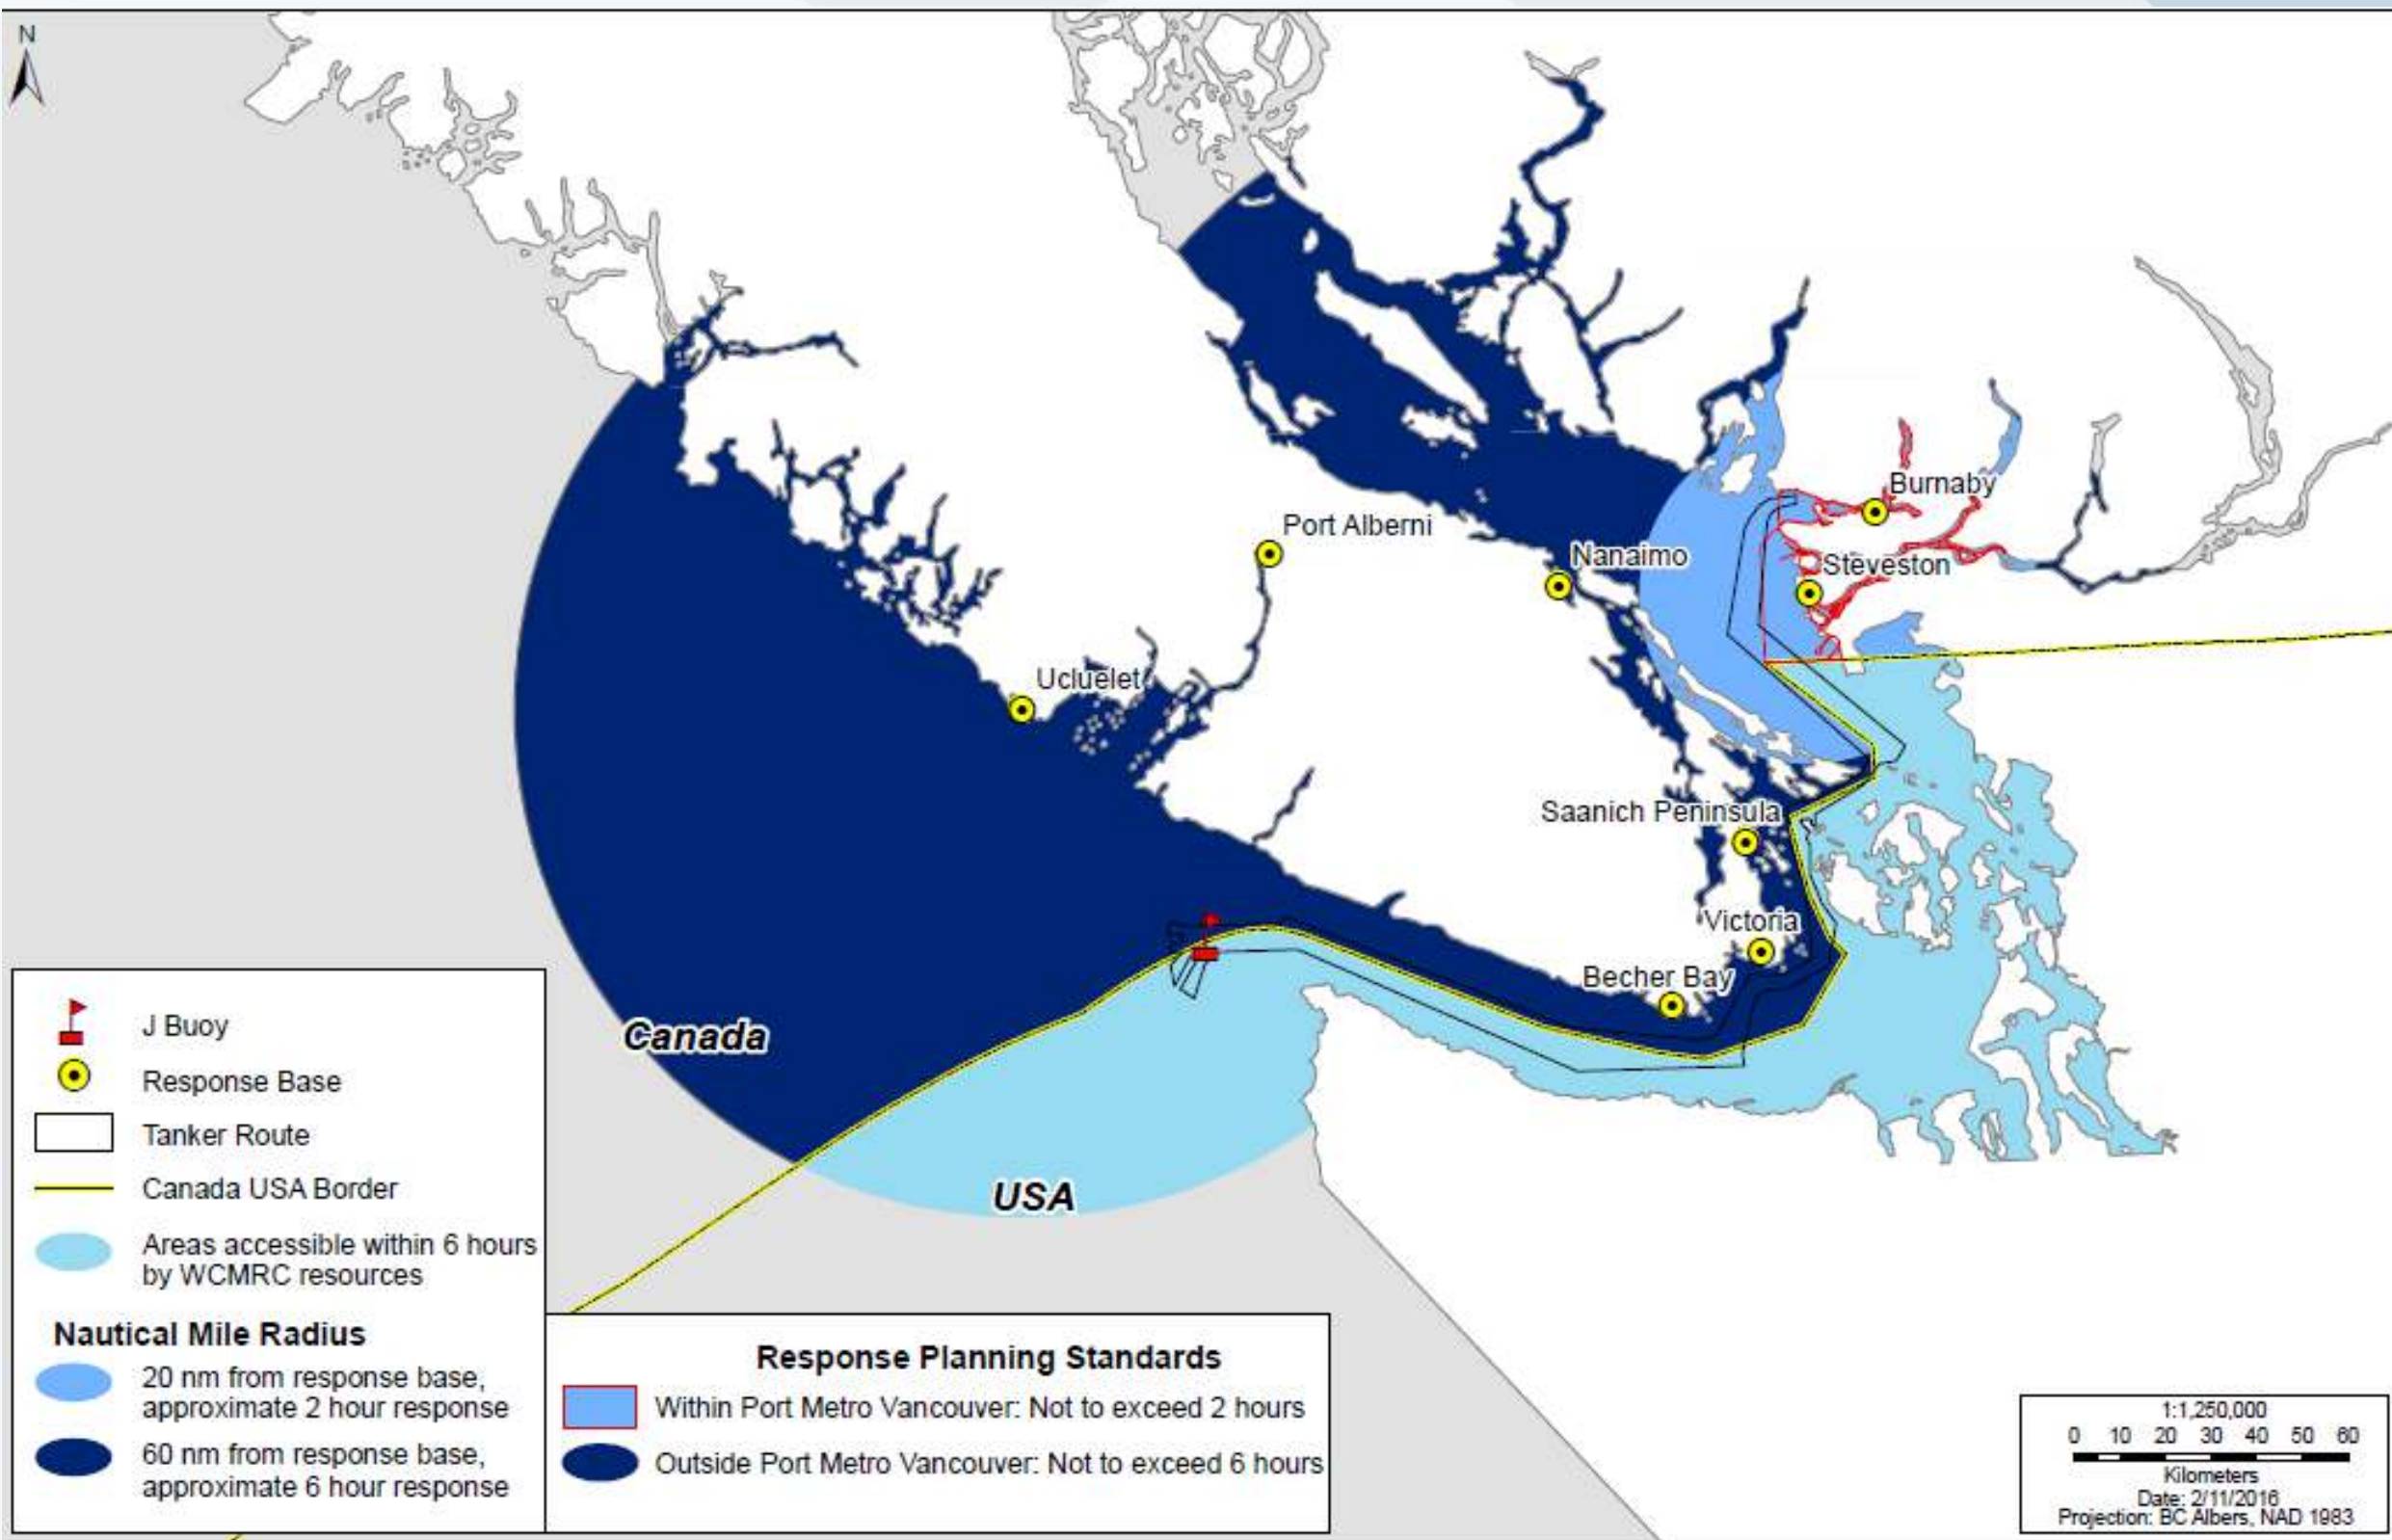 N
Burnaby
Port Alberni
Nanaimo
Steveston
Ucluelet
Saanich Peninsula
Victoria
Becher Bay
Canada
USA
J Buoy
Response Base
Tanker Route
Canada USA Border
Areas accessible within 6 hours
by WCMRC resources
Nautical Mile Radius
20 nm from response base,
approximate 2 hour response
60 nm from response base,
approximate 6 hour response
Response Planning Standards
Within Port Metro Vancouver: Not to exceed 2 hours
Outside Port Metro Vancouver: Not to exceed 6 hours
1:1,250,000
0 10 20 30 40 50 60
Kilometers
Date: 2/11/2016
Projection: BC Albers, NAD 1983